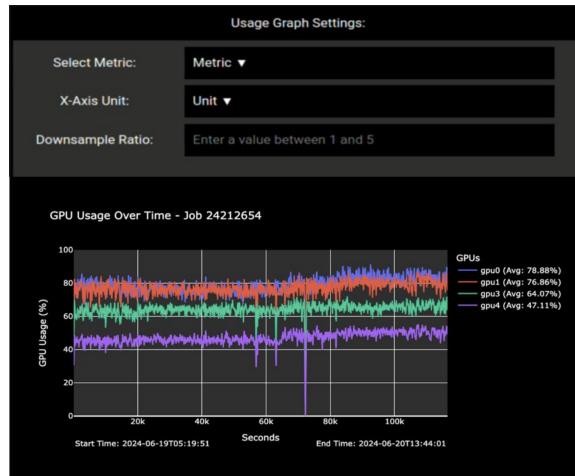 Usage Graph Settings:
Select Metric:
Metric ▼
X-Axis Unit:
Unit ▼
Downsample Ratio:
Enter a value between 1 and 5
GPU Usage Over Time - Job 24212654
GPUs
gpu0 (Avg: 78.88%)
gpu1 (Avg: 76.86%)
gpu3 (Avg: 64.07%)
gpu4 (Avg: 47.11%)
GPU Usage (%)
100
80
60
40
20
0
20k
40k
60k
80k
100k
Seconds
Start Time: 2024-06-19T05:19:51
End Time: 2024-06-20T13:44:01